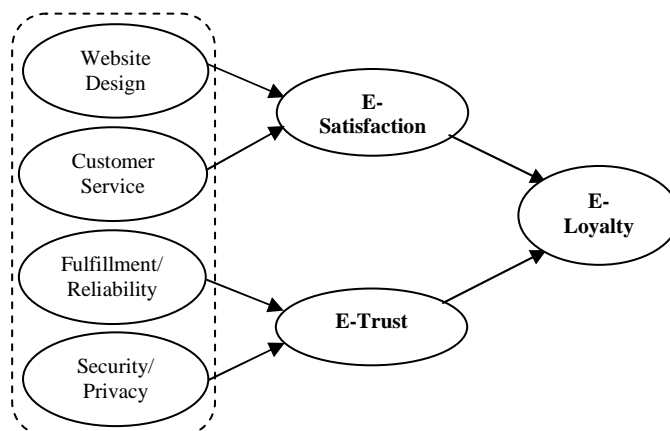 Website
Design
Customer
Service
Fulfillment/
Reliability
Security/
Privacy
E-
Satisfaction
E-Trust
E-
Loyalty